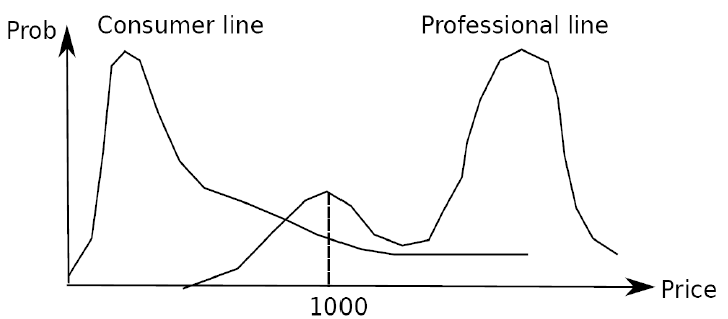 Prob
Consumer line
Professional line
1000
Price